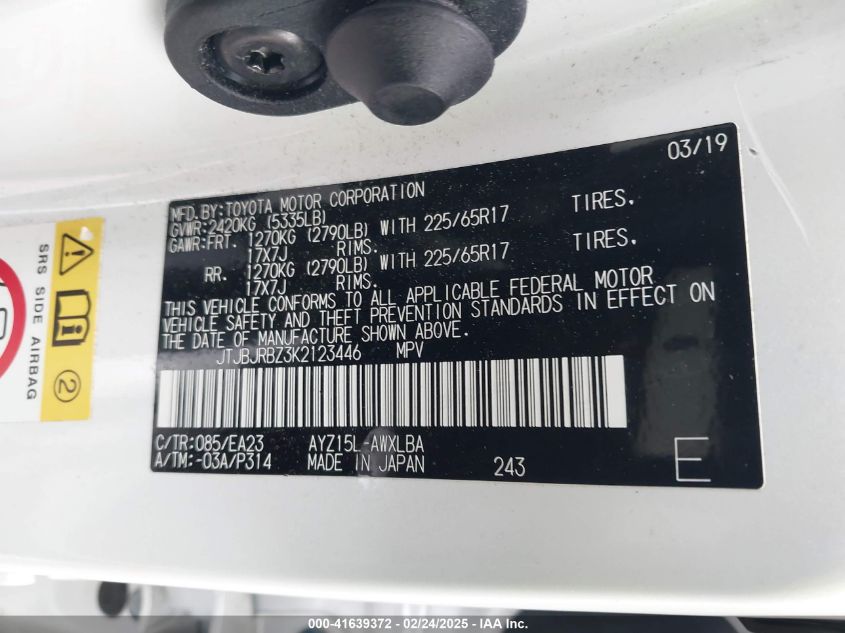 03/19
MFD.BY:TOYOTA MOTOR CORPORATION
GVWR:2420KG (5335LB)
GAWR:FRT. 1270KG (2790LB) WITH 225/65R17 TIRES.
17X7J RIMS.
RR. 1270KG (2790LB) WITH 225/65R17 TIRES.
17X7J RIMS.
THIS VEHICLE CONFORMS TO ALL APPLICABLE FEDERAL MOTOR
VEHICLE SAFETY AND THEFT PREVENTION STANDARDS IN EFFECT ON
THE DATE OF MANUFACTURE SHOWN ABOVE.
JTJBJRBZ3K2123446 MPV
C/TR:085/EA23 AYZ15L-AWXLBA
A/TM:-03A/P314 MADE IN JAPAN 243 E
SRS SIDE AIRBAG
2
000-41639372 - 02/24/2025 - IAA Inc.